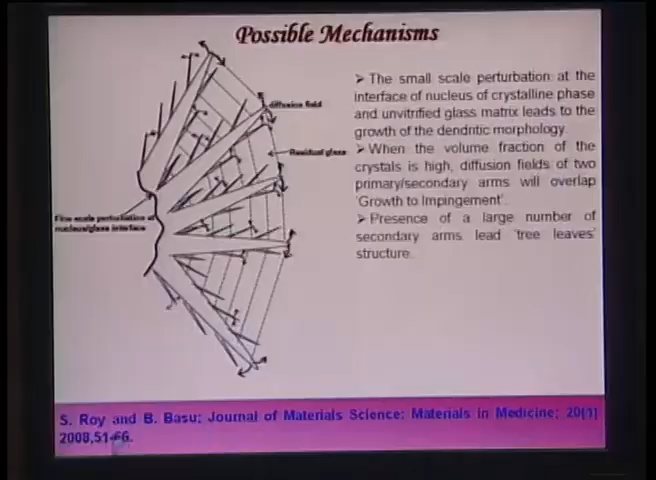 Possible Mechanisms
➢ The small scale perturbation at the
interface of nucleus of crystalline phase
and unvitrified glass matrix leads to the
growth of the dendritic morphology.
➢ When the volume fraction of the
crystals is high, diffusion fields of two
primary/secondary arms will overlap
'Growth to Impingement'.
➢ Presence of a large number of
secondary arms lead 'tree leaves'
structure.
diffusion field
Residual glass
Fine scale perturbation at
nucleus/glass interface
S. Roy and B. Basu; Journal of Materials Science: Materials in Medicine; 20[1]
2008,51-66.